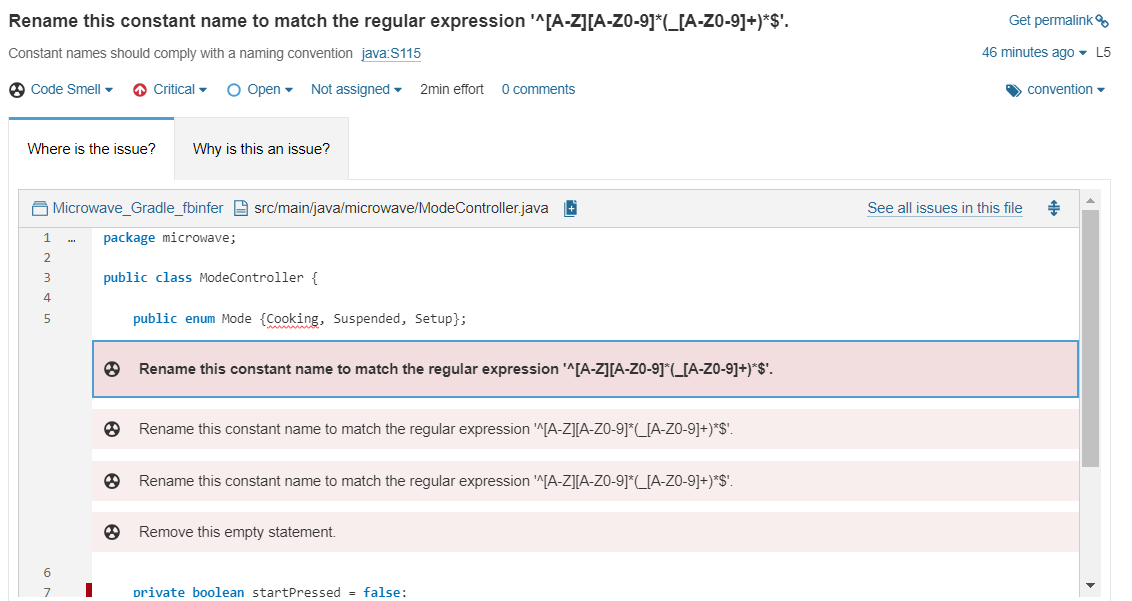 Rename this constant name to match the regular expression '^[A-Z][A-Z0-9]*(_[A-Z0-9]+)*$'.
Get permalink
Constant names should comply with a naming convention java:S115
46 minutes ago L5
Code Smell Critical Open Not assigned 2min effort 0 comments convention
Where is the issue? Why is this an issue?
Microwave_Gradle_fbinfer src/main/java/microwave/ModeController.java See all issues in this file
1 … package microwave;
2
3 public class ModeController {
4
5 public enum Mode {Cooking, Suspended, Setup};
Rename this constant name to match the regular expression '^[A-Z][A-Z0-9]*(_[A-Z0-9]+)*$'.
Rename this constant name to match the regular expression '^[A-Z][A-Z0-9]*(_[A-Z0-9]+)*$'.
Rename this constant name to match the regular expression '^[A-Z][A-Z0-9]*(_[A-Z0-9]+)*$'.
Remove this empty statement.
6
7 private boolean startPressed = false;